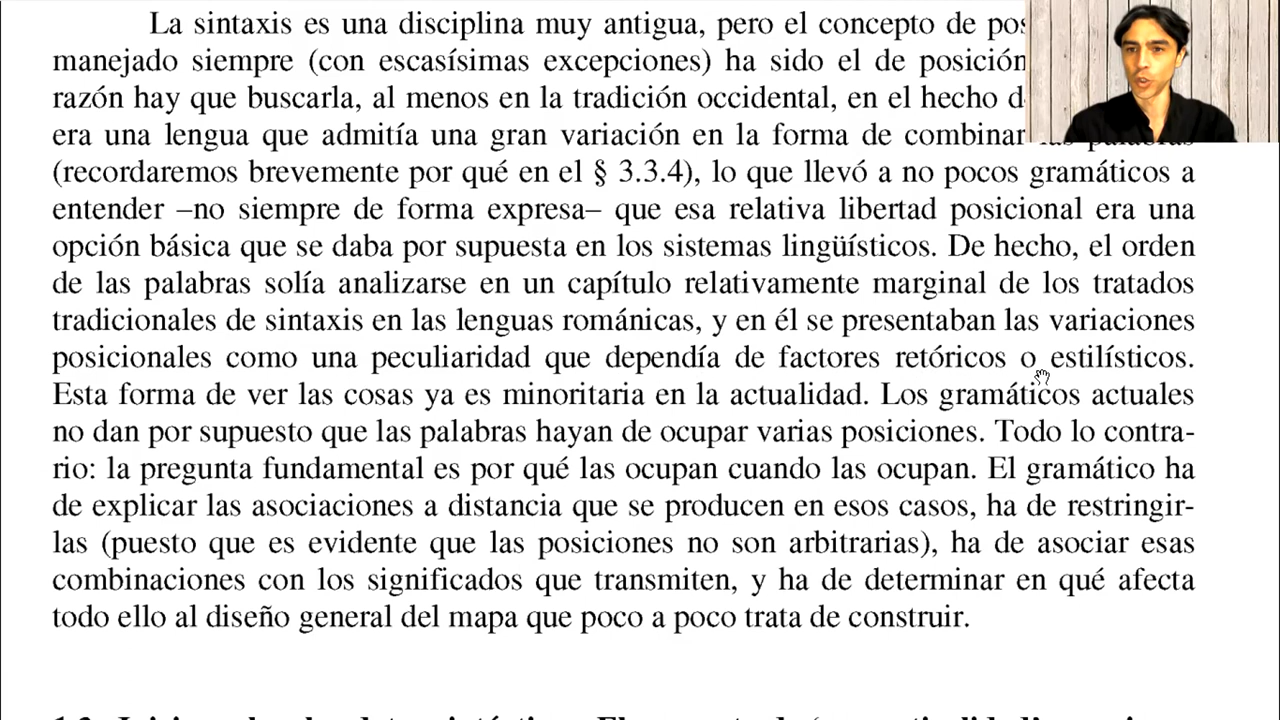 La sintaxis es una disciplina muy antigua, pero el concepto de
manejado siempre (con escasísimas excepciones) ha sido el de posición
razón hay que buscarla, al menos en la tradición occidental, en el hecho
era una lengua que admitía una gran variación en la forma de combinar
(recordaremos brevemente por qué en el § 3.3.4), lo que llevó a no pocos gramáticos a
entender –no siempre de forma expresa– que esa relativa libertad posicional era una
opción básica que se daba por supuesta en los sistemas lingüísticos. De hecho, el orden
de las palabras solía analizarse en un capítulo relativamente marginal de los tratados
tradicionales de sintaxis en las lenguas románicas, y en él se presentaban las variaciones
posicionales como una peculiaridad que dependía de factores retóricos o estilísticos.
Esta forma de ver las cosas ya es minoritaria en la actualidad. Los gramáticos actuales
no dan por supuesto que las palabras hayan de ocupar varias posiciones. Todo lo contra-
rio: la pregunta fundamental es por qué las ocupan cuando las ocupan. El gramático ha
de explicar las asociaciones a distancia que se producen en esos casos, ha de restringir-
las (puesto que es evidente que las posiciones no son arbitrarias), ha de asociar esas
combinaciones con los significados que transmiten, y ha de determinar en qué afecta
todo ello al diseño general del mapa que poco a poco trata de construir.